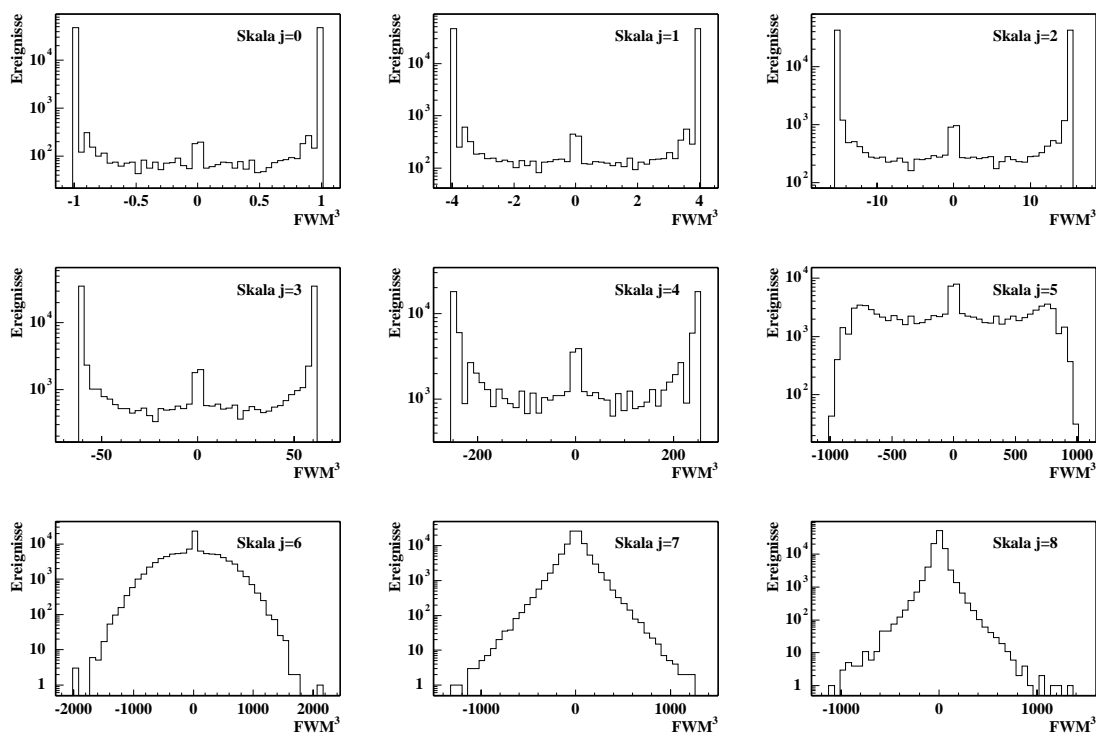 Ereignisse
Skala j=0
10^4
10^3
10^2
-1 -0.5 0 0.5 1
FWM^3
Ereignisse
Skala j=1
10^4
10^3
10^2
-4 -2 0 2 4
FWM^3
Ereignisse
Skala j=2
10^4
10^3
10^2
-10 0 10
FWM^3
Ereignisse
Skala j=3
10^4
10^3
-50 0 50
FWM^3
Ereignisse
Skala j=4
10^4
10^3
-200 0 200
FWM^3
Ereignisse
Skala j=5
10^4
10^3
10^2
-1000 -500 0 500 1000
FWM^3
Ereignisse
Skala j=6
10^4
10^3
10^2
10
1
-2000 -1000 0 1000 2000
FWM^3
Ereignisse
Skala j=7
10^4
10^3
10^2
10
1
-1000 0 1000
FWM^3
Ereignisse
Skala j=8
10^4
10^3
10^2
10
1
-1000 0 1000
FWM^3